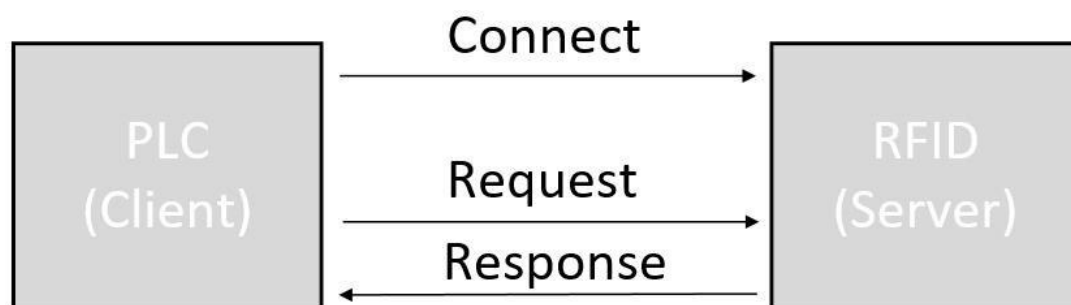 Connect
PLC
(Client)
RFID
(Server)
Request
Response